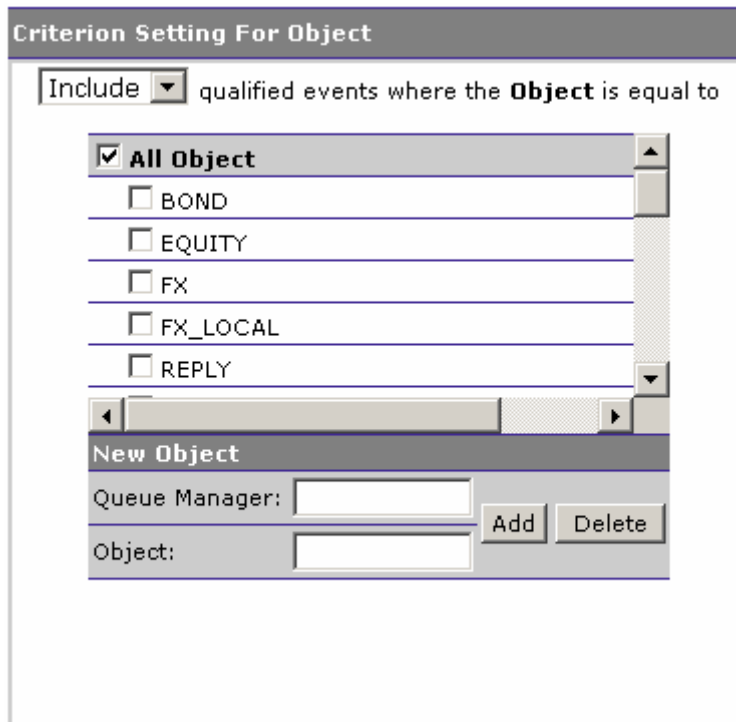 Criterion Setting For Object
Include qualified events where the Object is equal to
All Object
BOND
EQUITY
FX
FX_LOCAL
REPLY
New Object
Queue Manager:
Add Delete
Object: